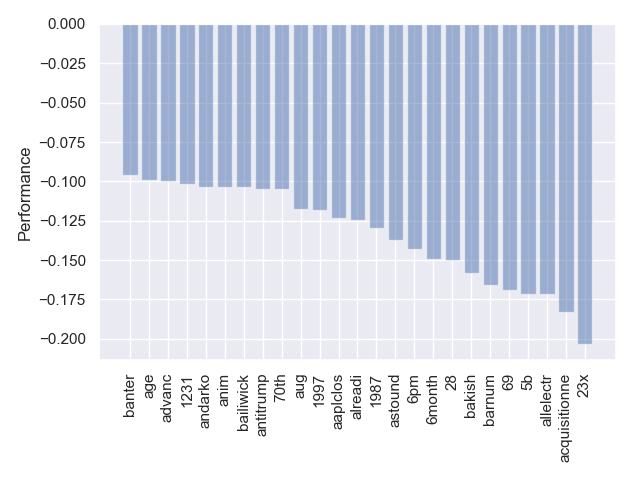 0.000
−0.025
−0.050
−0.075
−0.100
−0.125
−0.150
−0.175
−0.200
Performance
banter
age
advanc
1231
andarko
anim
bailiwick
antitrump
70th
aug
1997
aaplclos
alreadi
1987
astound
6pm
6month
28
bakish
barnum
69
5b
allelectr
acquisitionne
23x